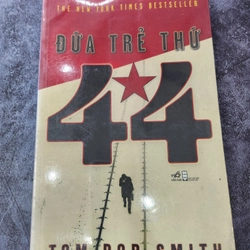 THE NEW YORK TIMES BESTSELLER
ĐỨA TRẺ THỨ
44
TOM ROB SMITH